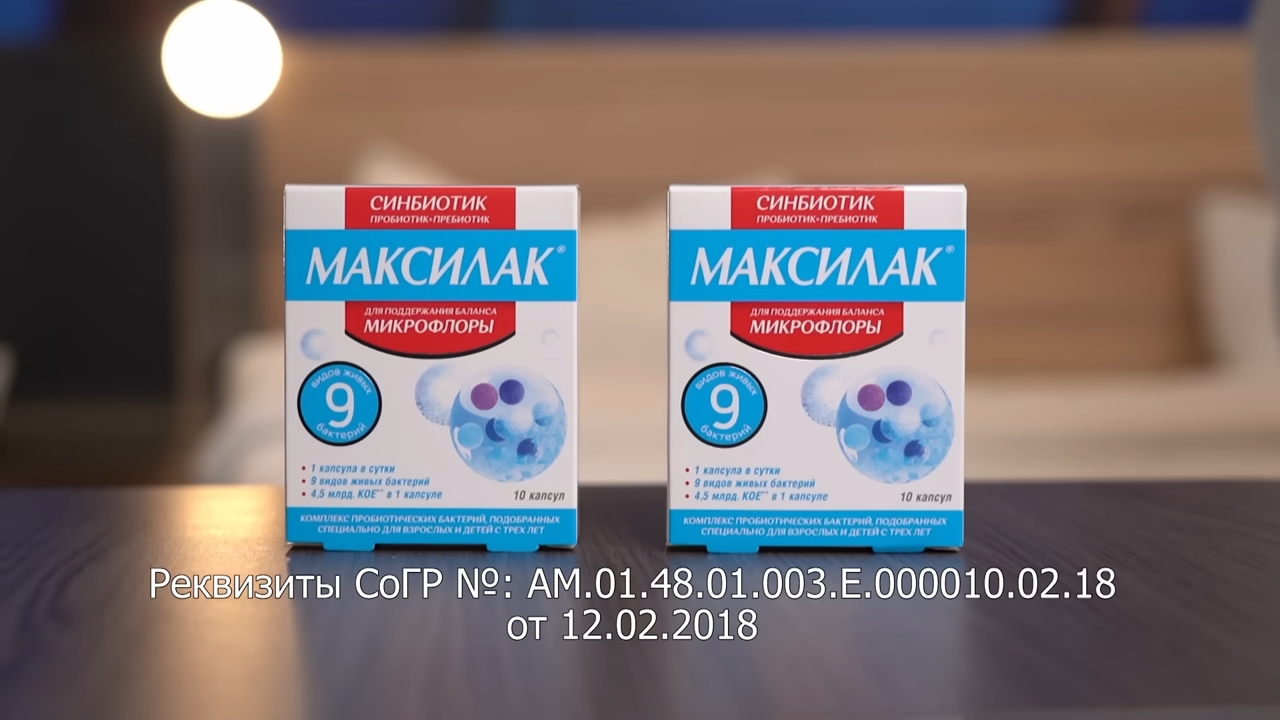 СИНБИОТИК
ПРОБИОТИК+ПРЕБИОТИК
МАКСИЛАК®
ДЛЯ ПОДДЕРЖАНИЯ БАЛАНСА
МИКРОФЛОРЫ
ВИДОВ ЖИВЫХ
9
бактерий
• 1 капсула в сутки
• 9 видов живых бактерий
• 4,5 млрд. КОЕ** в 1 капсуле
10 капсул
КОМПЛЕКС ПРОБИОТИЧЕСКИХ БАКТЕРИЙ, ПОДОБРАННЫХ
СПЕЦИАЛЬНО ДЛЯ ВЗРОСЛЫХ И ДЕТЕЙ С ТРЕХ ЛЕТ
СИНБИОТИК
ПРОБИОТИК+ПРЕБИОТИК
МАКСИЛАК®
ДЛЯ ПОДДЕРЖАНИЯ БАЛАНСА
МИКРОФЛОРЫ
ВИДОВ ЖИВЫХ
9
бактерий
• 1 капсула в сутки
• 9 видов живых бактерий
• 4,5 млрд. КОЕ** в 1 капсуле
10 капсул
КОМПЛЕКС ПРОБИОТИЧЕСКИХ БАКТЕРИЙ, ПОДОБРАННЫХ
СПЕЦИАЛЬНО ДЛЯ ВЗРОСЛЫХ И ДЕТЕЙ С ТРЕХ ЛЕТ
Реквизиты СоГР №: AM.01.48.01.003.E.000010.02.18
от 12.02.2018